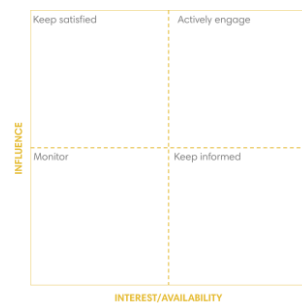 Keep satisfied
Actively engage
INFLUENCE
Monitor
Keep informed
INTEREST/AVAILABILITY